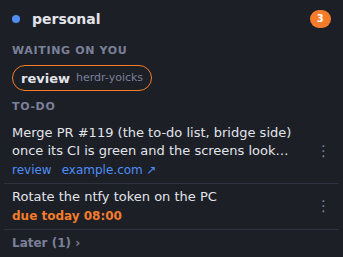 personal
3
WAITING ON YOU
review herdr-yoicks
TO-DO
Merge PR #119 (the to-do list, bridge side)
once its CI is green and the screens look…
review example.com ↗
Rotate the ntfy token on the PC
due today 08:00
Later (1) ›